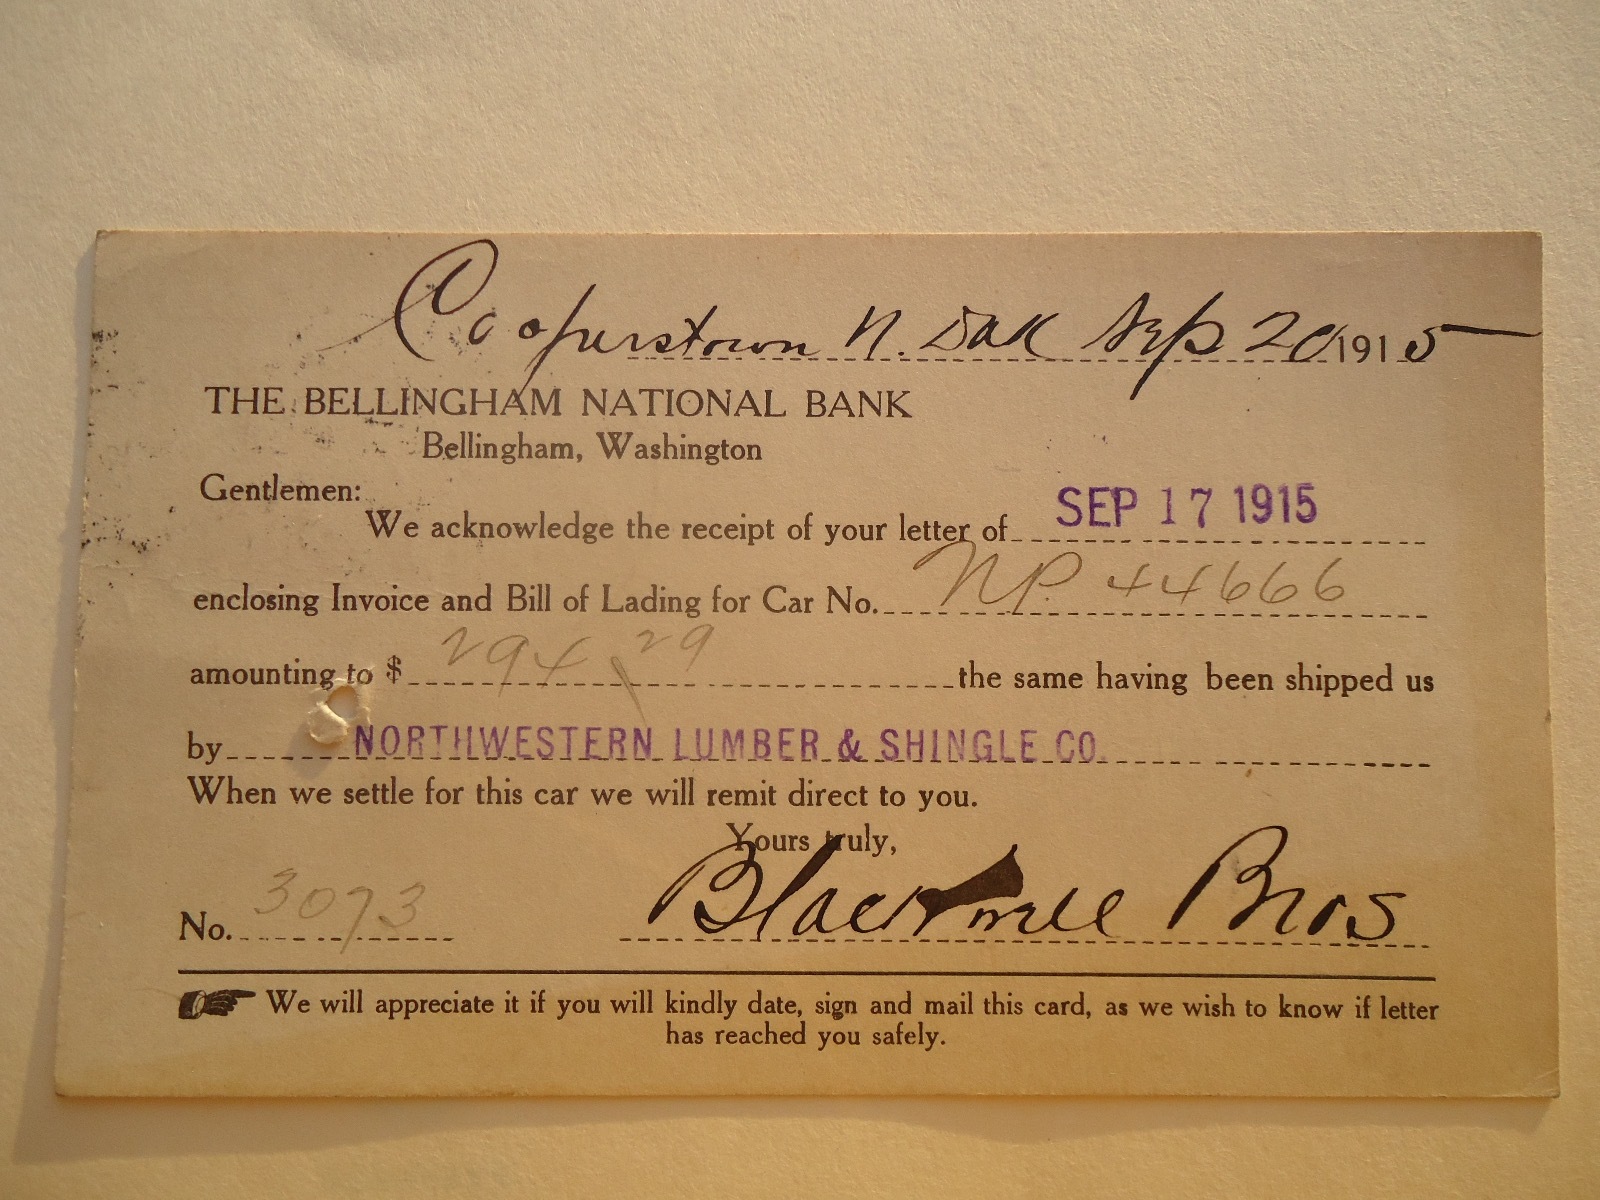 Cooperstown N. Dak Sep 20 1915
THE BELLINGHAM NATIONAL BANK
Bellingham, Washington
Gentlemen:
We acknowledge the receipt of your letter of SEP 17 1915
enclosing Invoice and Bill of Lading for Car No. NP. 44666
amounting to $ 294.29 the same having been shipped us
by NORTHWESTERN LUMBER & SHINGLE CO.
When we settle for this car we will remit direct to you.
Yours truly,
No. 3073 Blackwell Bros
We will appreciate it if you will kindly date, sign and mail this card, as we wish to know if letter
has reached you safely.